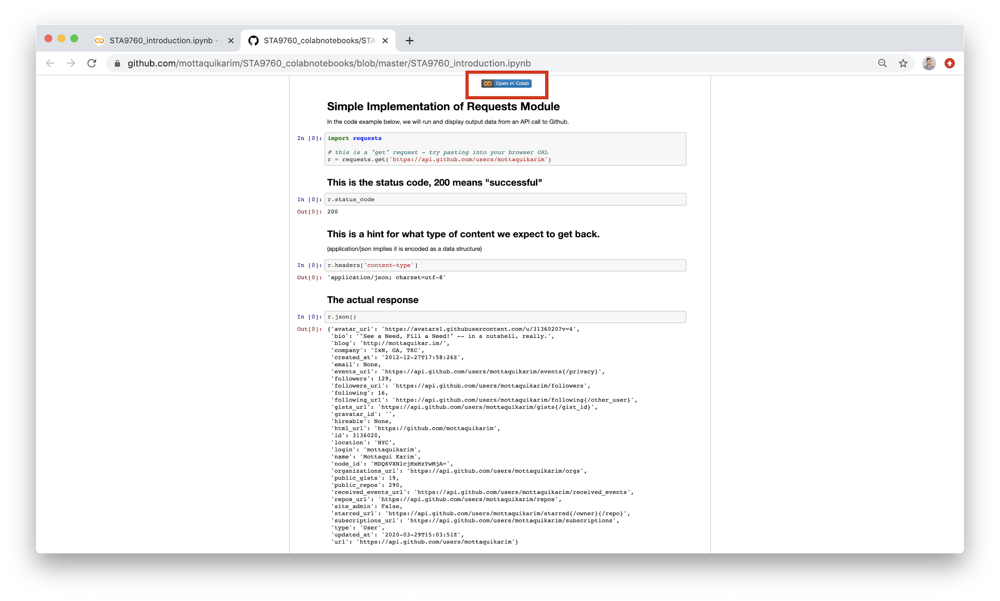 STA9760_introduction.ipynb -
STA9760_colabnotebooks/STA
github.com/mottaquikarim/STA9760_colabnotebooks/blob/master/STA9760_introduction.ipynb
Open in Colab
Simple Implementation of Requests Module
In the code example below, we will run and display output data from an API call to Github.
In [0]: import requests
# this is a "get" request - try pasting into your browser URL
r = requests.get('https://api.github.com/users/mottaquikarim')
This is the status code, 200 means "successful"
In [0]: r.status_code
Out[0]: 200
This is a hint for what type of content we expect to get back.
(application/json implies it is encoded as a data structure)
In [0]: r.headers['content-type']
Out[0]: 'application/json; charset=utf-8'
The actual response
In [0]: r.json()
Out[0]: {'avatar_url': 'https://avatars1.githubusercontent.com/u/3136020?v=4',
'bio': '"See a Need, Fill a Need!" -- in a nutshell, really.',
'blog': 'http://mottaquikar.im/',
'company': 'IxN, GA, TKC',
'created_at': '2012-12-27T17:58:26Z',
'email': None,
'events_url': 'https://api.github.com/users/mottaquikarim/events{/privacy}',
'followers': 129,
'followers_url': 'https://api.github.com/users/mottaquikarim/followers',
'following': 16,
'following_url': 'https://api.github.com/users/mottaquikarim/following{/other_user}',
'gists_url': 'https://api.github.com/users/mottaquikarim/gists{/gist_id}',
'gravatar_id': '',
'hireable': None,
'html_url': 'https://github.com/mottaquikarim',
'id': 3136020,
'location': 'NYC',
'login': 'mottaquikarim',
'name': 'Mottaqui Karim',
'node_id': 'MDQ6VXNlcjMxMzYwMjA=',
'organizations_url': 'https://api.github.com/users/mottaquikarim/orgs',
'public_gists': 19,
'public_repos': 290,
'received_events_url': 'https://api.github.com/users/mottaquikarim/received_events',
'repos_url': 'https://api.github.com/users/mottaquikarim/repos',
'site_admin': False,
'starred_url': 'https://api.github.com/users/mottaquikarim/starred{/owner}{/repo}',
'subscriptions_url': 'https://api.github.com/users/mottaquikarim/subscriptions',
'type': 'User',
'updated_at': '2020-03-29T15:03:51Z',
'url': 'https://api.github.com/users/mottaquikarim'}